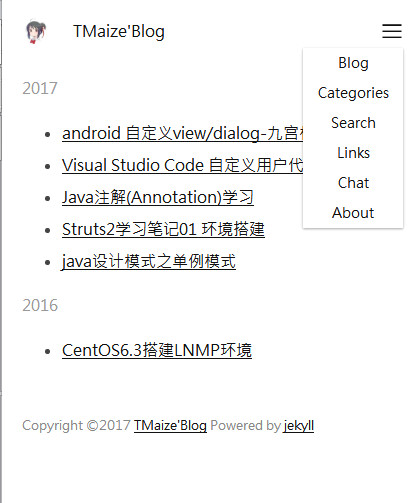 TMaize'Blog
Blog
Categories
Search
Links
Chat
About
2017
android 自定义view/dialog-九宫
Visual Studio Code 自定义用户代
Java注解(Annotation)学习
Struts2学习笔记01 环境搭建
java设计模式之单例模式
2016
CentOS6.3搭建LNMP环境
Copyright ©2017 TMaize'Blog Powered by jekyll